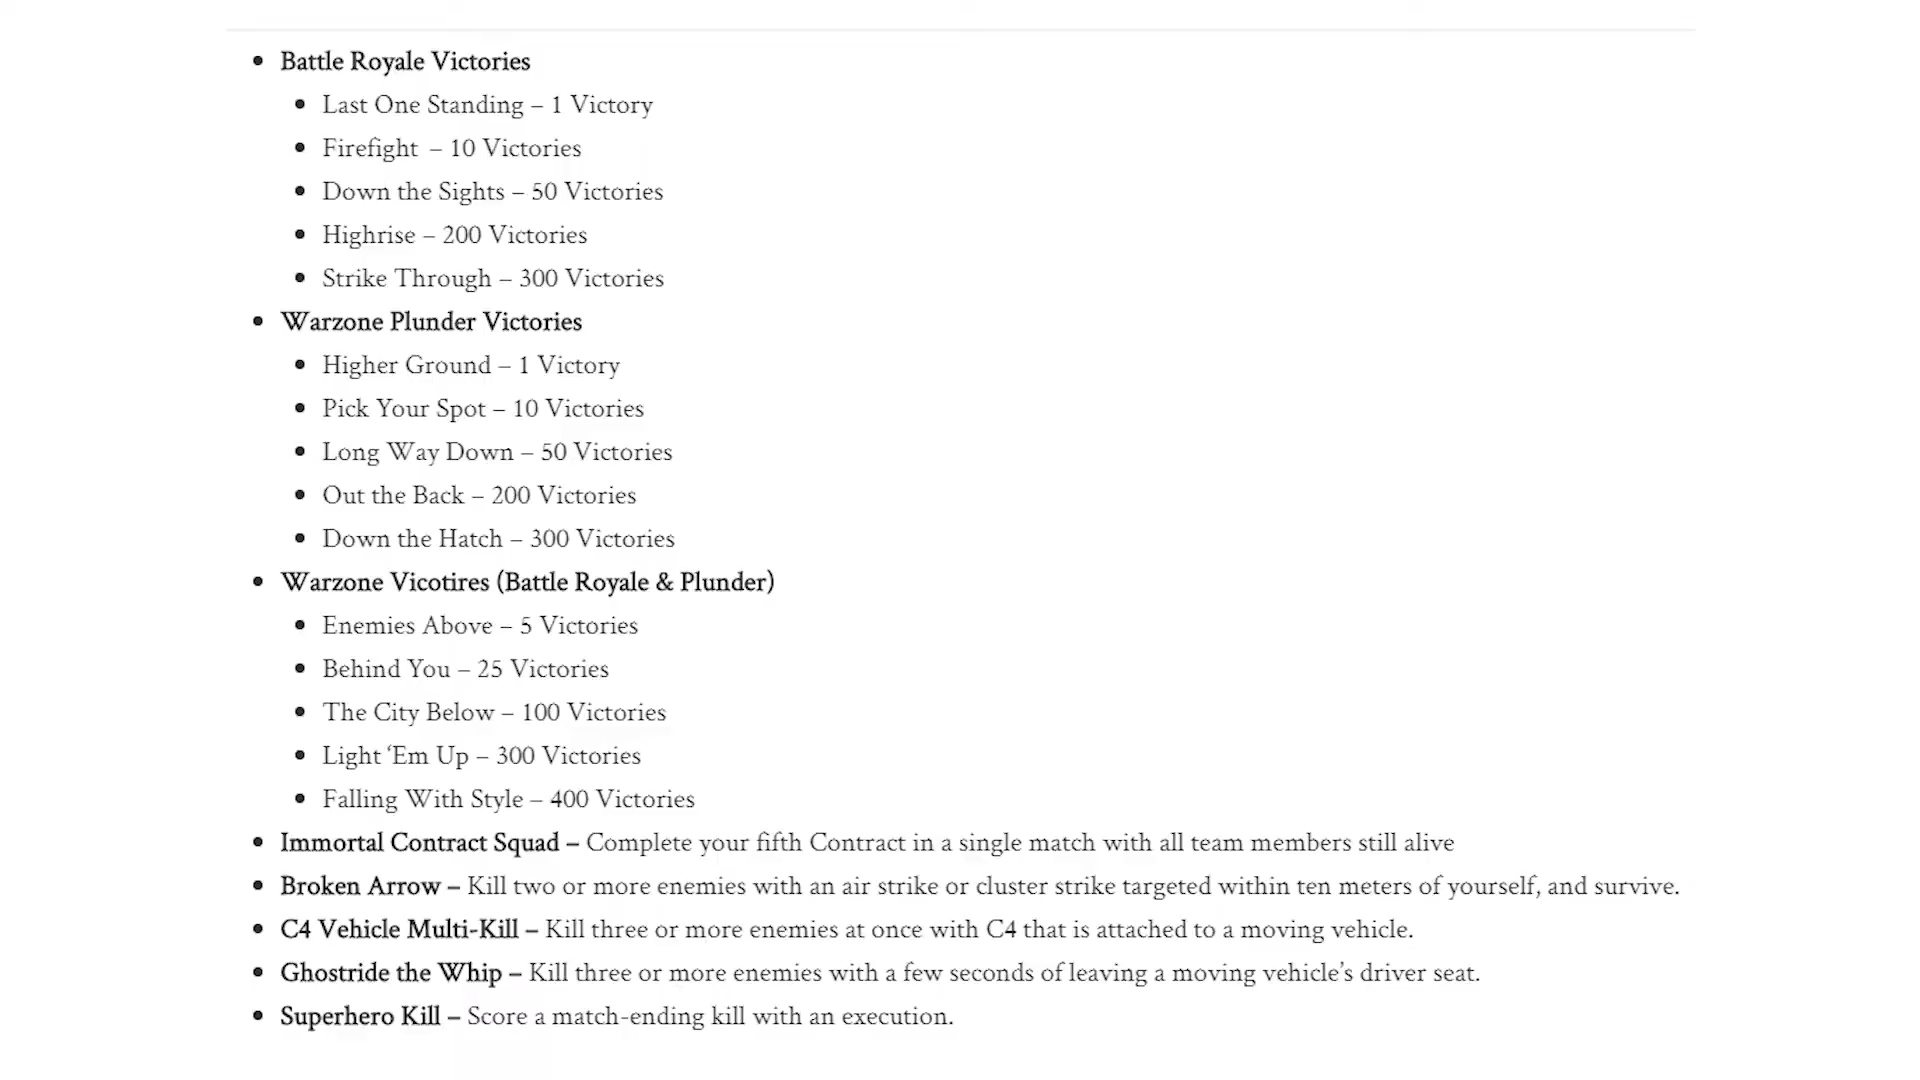 Battle Royale Victories
Last One Standing – 1 Victory
Firefight – 10 Victories
Down the Sights – 50 Victories
Highrise – 200 Victories
Strike Through – 300 Victories
Warzone Plunder Victories
Higher Ground – 1 Victory
Pick Your Spot – 10 Victories
Long Way Down – 50 Victories
Out the Back – 200 Victories
Down the Hatch – 300 Victories
Warzone Vicotires (Battle Royale & Plunder)
Enemies Above – 5 Victories
Behind You – 25 Victories
The City Below – 100 Victories
Light ‘Em Up – 300 Victories
Falling With Style – 400 Victories
Immortal Contract Squad – Complete your fifth Contract in a single match with all team members still alive
Broken Arrow – Kill two or more enemies with an air strike or cluster strike targeted within ten meters of yourself, and survive.
C4 Vehicle Multi-Kill – Kill three or more enemies at once with C4 that is attached to a moving vehicle.
Ghostride the Whip – Kill three or more enemies with a few seconds of leaving a moving vehicle’s driver seat.
Superhero Kill – Score a match-ending kill with an execution.